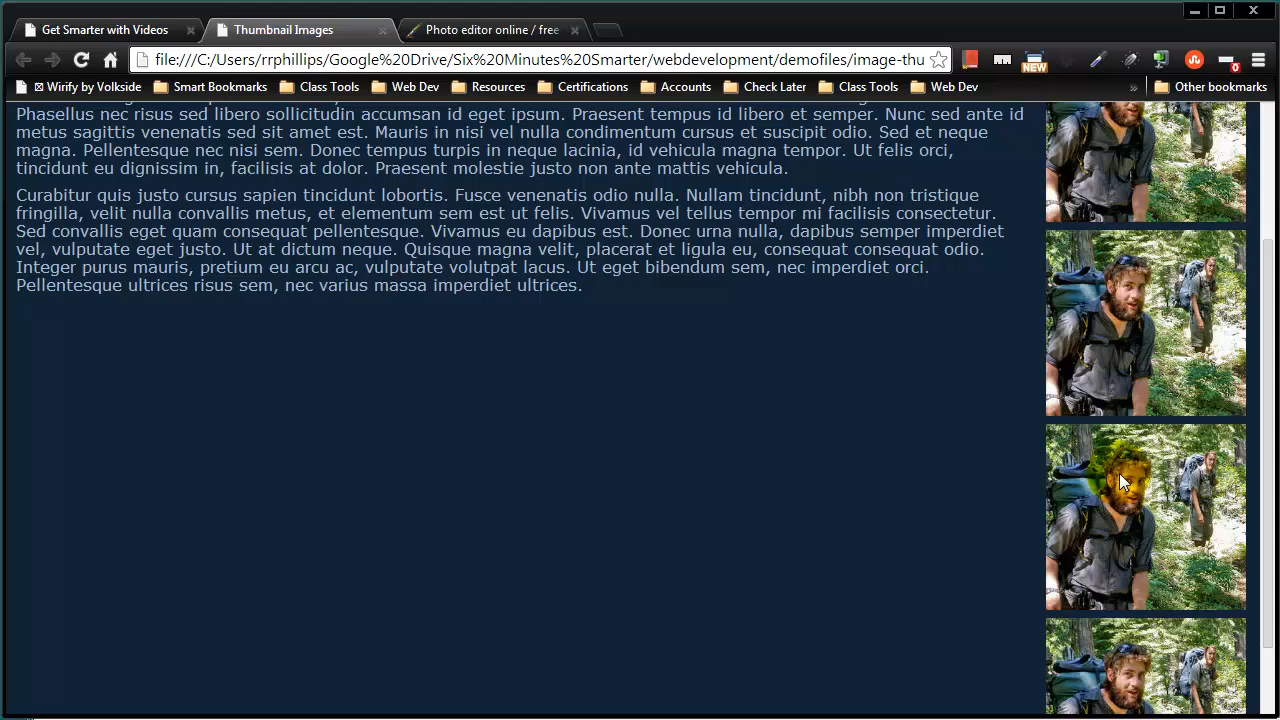 Get Smarter with Videos
Thumbnail Images
Photo editor online / free
file:///C:/Users/rrphillips/Google%20Drive/Six%20Minutes%20Smarter/webdevelopment/demofiles/image-thu
NEW
0
Wirify by Volkside
Smart Bookmarks
Class Tools
Web Dev
Resources
Certifications
Accounts
Check Later
Class Tools
Web Dev
»
Other bookmarks
Phasellus nec risus sed libero sollicitudin accumsan id eget ipsum. Praesent tempus id libero et semper. Nunc sed ante id
metus sagittis venenatis sed sit amet est. Mauris in nisi vel nulla condimentum cursus et suscipit odio. Sed et neque
magna. Pellentesque nec nisi sem. Donec tempus turpis in neque lacinia, id vehicula magna tempor. Ut felis orci,
tincidunt eu dignissim in, facilisis at dolor. Praesent molestie justo non ante mattis vehicula.
Curabitur quis justo cursus sapien tincidunt lobortis. Fusce venenatis odio nulla. Nullam tincidunt, nibh non tristique
fringilla, velit nulla convallis metus, et elementum sem est ut felis. Vivamus vel tellus tempor mi facilisis consectetur.
Sed convallis eget quam consequat pellentesque. Vivamus eu dapibus est. Donec urna nulla, dapibus semper imperdiet
vel, vulputate eget justo. Ut at dictum neque. Quisque magna velit, placerat et ligula eu, consequat consequat odio.
Integer purus mauris, pretium eu arcu ac, vulputate volutpat lacus. Ut eget bibendum sem, nec imperdiet orci.
Pellentesque ultrices risus sem, nec varius massa imperdiet ultrices.